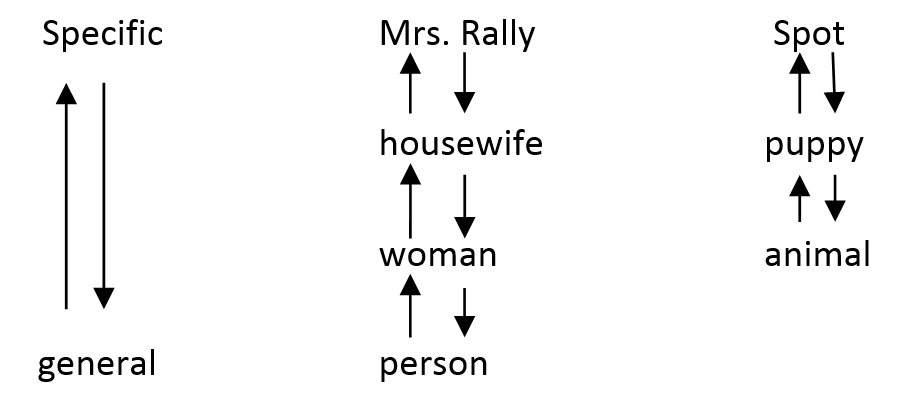 Specific
Mrs. Rally
Spot
housewife
puppy
woman
animal
general
person